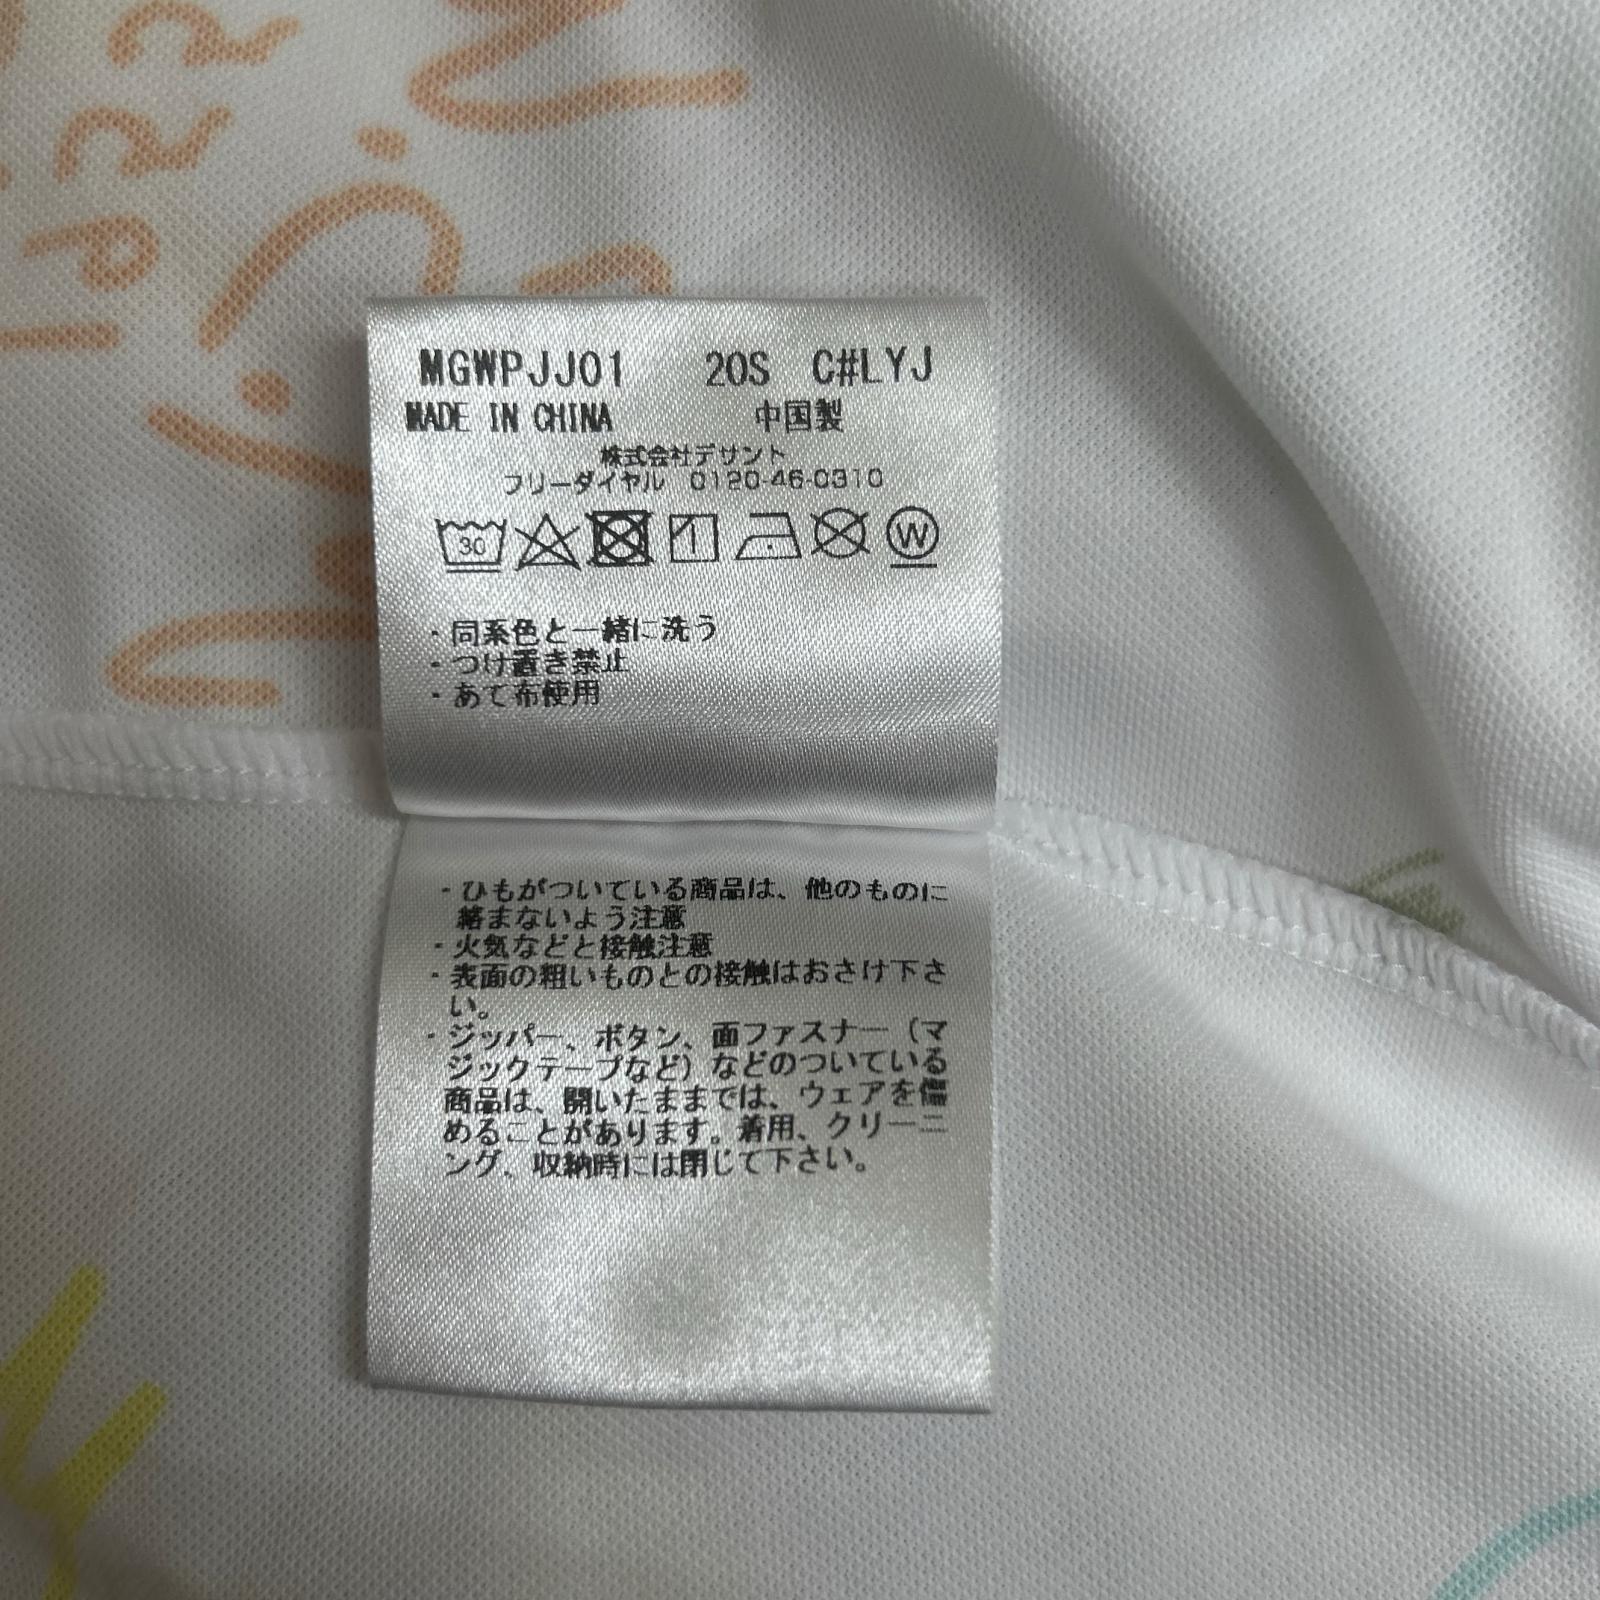 MGWPJJ01 20S C#LYJ
MADE IN CHINA 中国製
株式会社デサント
フリーダイヤル 0120-46-0310
30 1 W
・同系色と一緒に洗う
・つけ置き禁止
・あて布使用
・ひもがついている商品は、他のものに
絡まないよう注意
・火気などと接触注意
・表面の粗いものとの接触はおさけ下さ
い。
・ジッパー、ボタン、面ファスナー（マ
ジックテープなど）などのついている
商品は、開いたままでは、ウェアを傷
めることがあります。着用、クリーニ
ング、収納時には閉じて下さい。